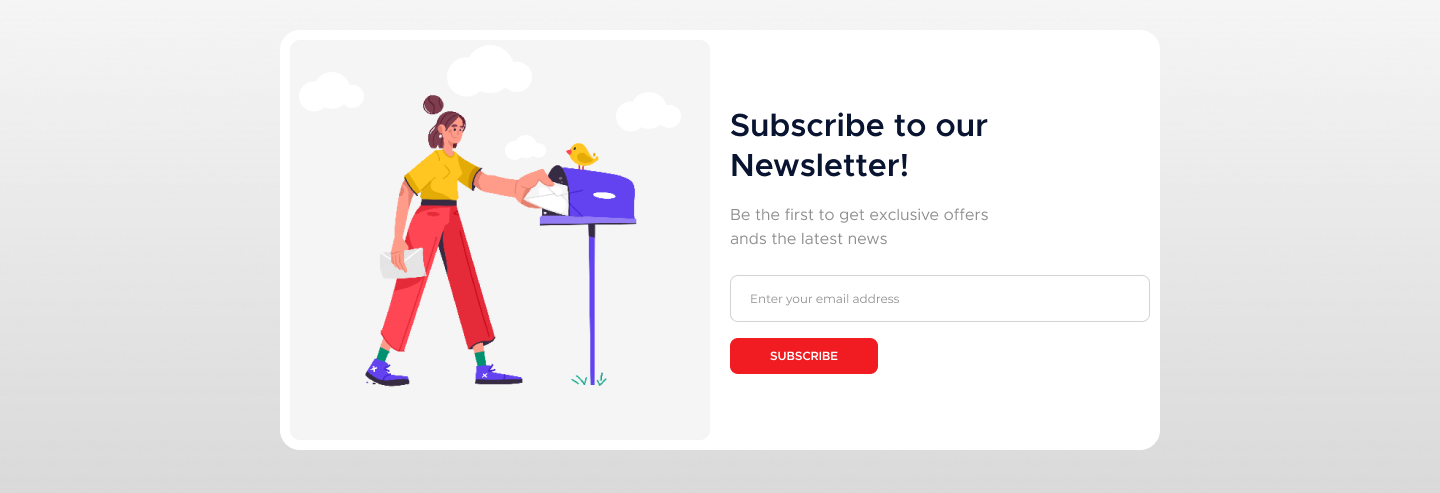 Subscribe to our
Newsletter!
Be the first to get exclusive offers
ands the latest news
Enter your email address
SUBSCRIBE